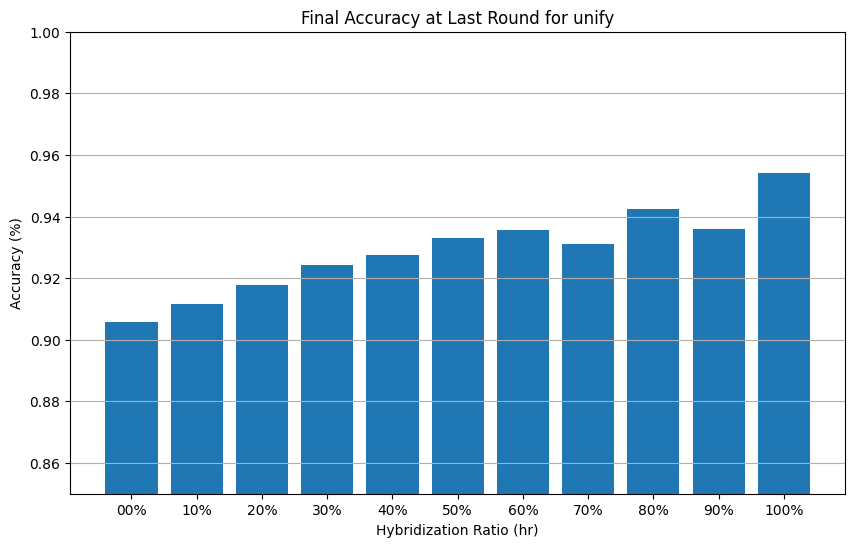 Final Accuracy at Last Round for unify
1.00
0.98
0.96
0.94
0.92
0.90
0.88
0.86
Accuracy (%)
00% 10% 20% 30% 40% 50% 60% 70% 80% 90% 100%
Hybridization Ratio (hr)